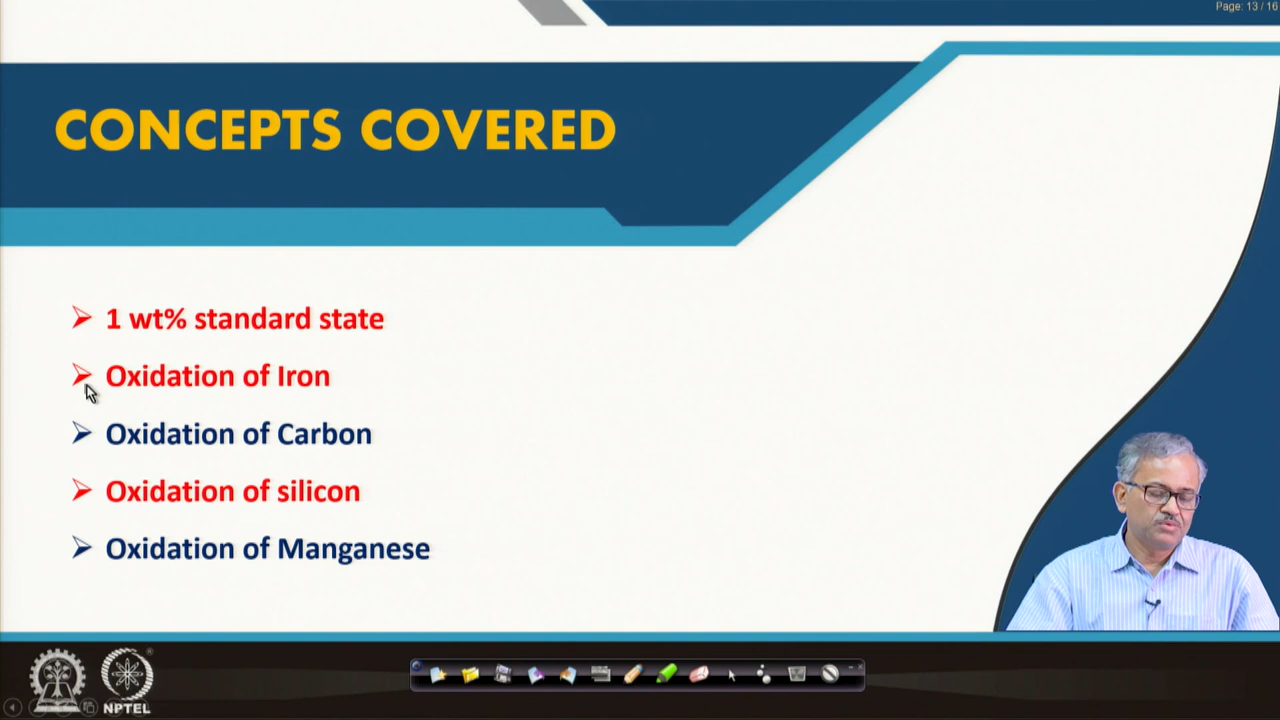 Page: 13 / 16
CONCEPTS COVERED
1 wt% standard state
Oxidation of Iron
Oxidation of Carbon
Oxidation of silicon
Oxidation of Manganese
NPTEL